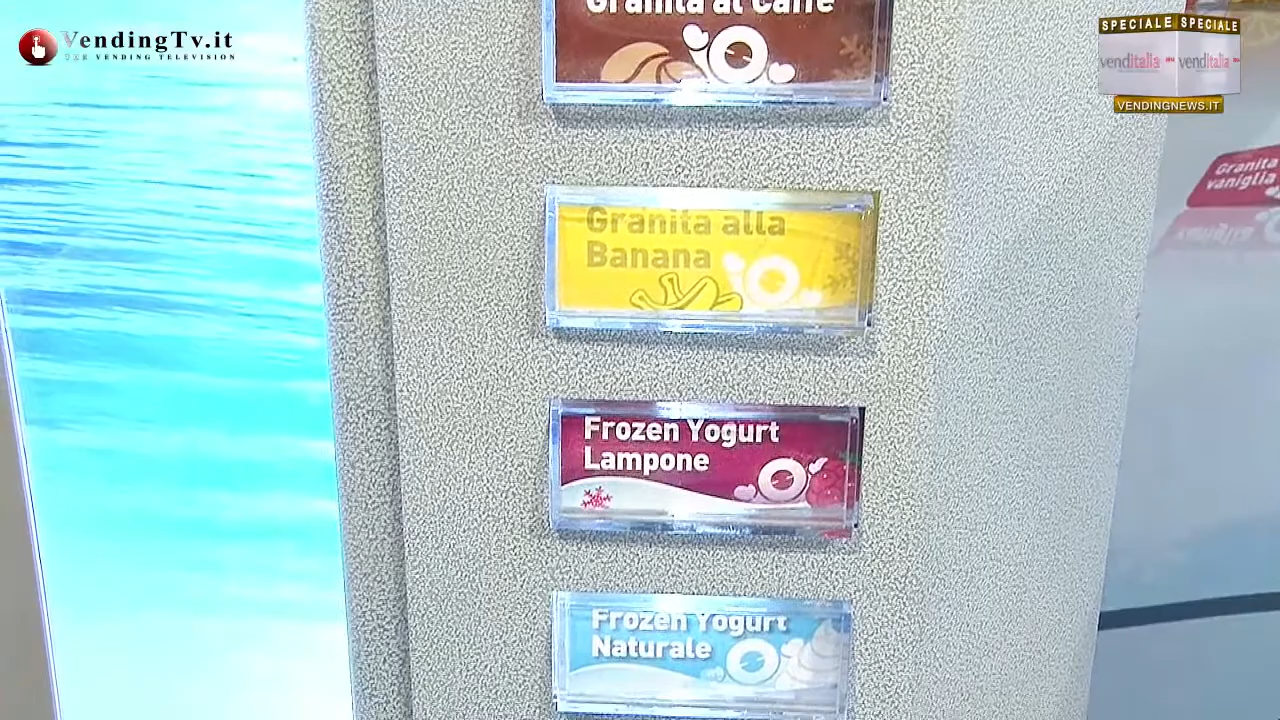 VendingTv.it
THE VENDING TELEVISION
SPECIALE SPECIALE
venditalia venditalia
VENDINGNEWS.IT
Granita al Caffè
Granita alla
Banana
Frozen Yogurt
Lampone
Frozen Yogurt
Naturale
Granita
vaniglia